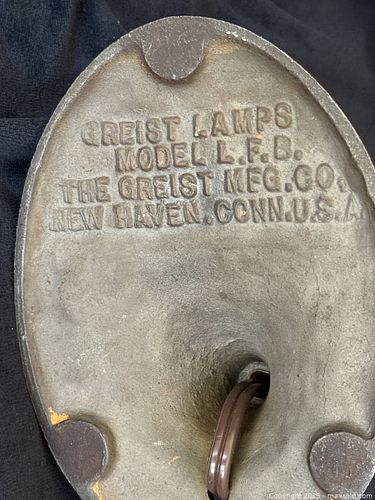 GREIST LAMPS
MODEL L.F.B.
THE GREIST MFG.CO.
NEW HAVEN.CONN.U.S.A
Copyright 2025 - maxsold.com